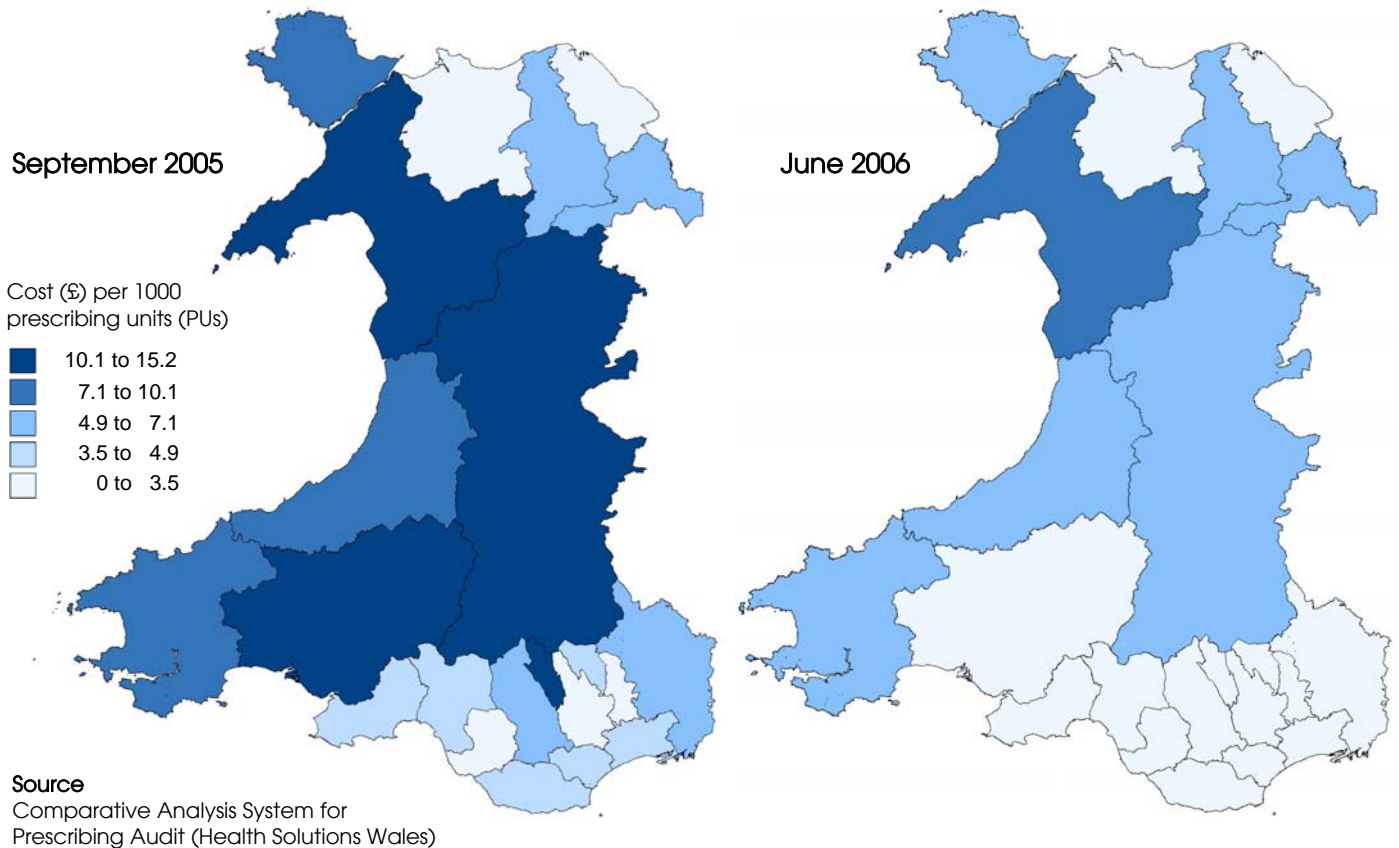 September 2005
June 2006
Cost (£) per 1000
prescribing units (PUs)
10.1 to 15.2
7.1 to 10.1
4.9 to 7.1
3.5 to 4.9
0 to 3.5
Source
Comparative Analysis System for
Prescribing Audit (Health Solutions Wales)